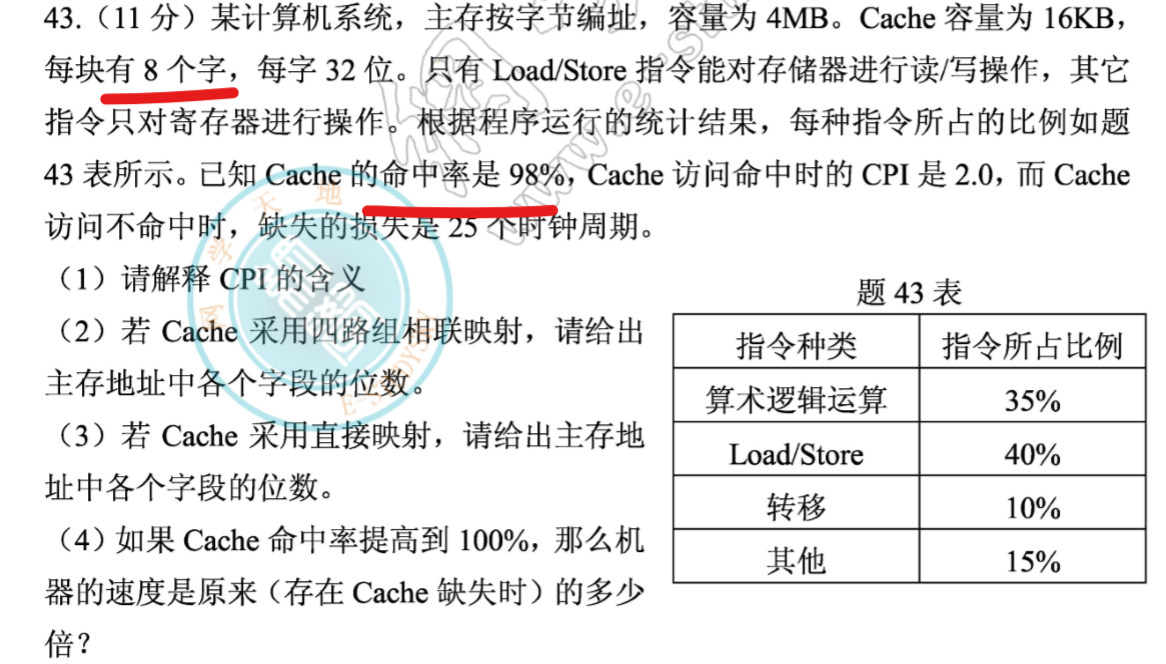 43.（11 分）某计算机系统，主存按字节编址，容量为 4MB。Cache 容量为 16KB，
每块有 8 个字，每字 32 位。只有 Load/Store 指令能对存储器进行读/写操作，其它
指令只对寄存器进行操作。根据程序运行的统计结果，每种指令所占的比例如题
43 表所示。已知 Cache 的命中率是 98%，Cache 访问命中时的 CPI 是 2.0，而 Cache
访问不命中时，缺失的损失是 25 个时钟周期。
（1）请解释 CPI 的含义
（2）若 Cache 采用四路组相联映射，请给出
主存地址中各个字段的位数。
（3）若 Cache 采用直接映射，请给出主存地
址中各个字段的位数。
（4）如果 Cache 命中率提高到 100%，那么机
器的速度是原来（存在 Cache 缺失时）的多少
倍？
题 43 表
指令种类 指令所占比例
算术逻辑运算 35%
Load/Store 40%
转移 10%
其他 15%